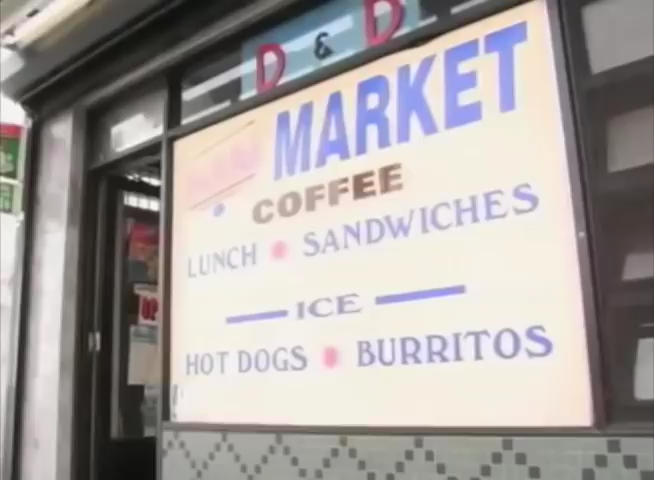 D & D
MARKET
COFFEE
LUNCH • SANDWICHES
— ICE —
HOT DOGS • BURRITOS